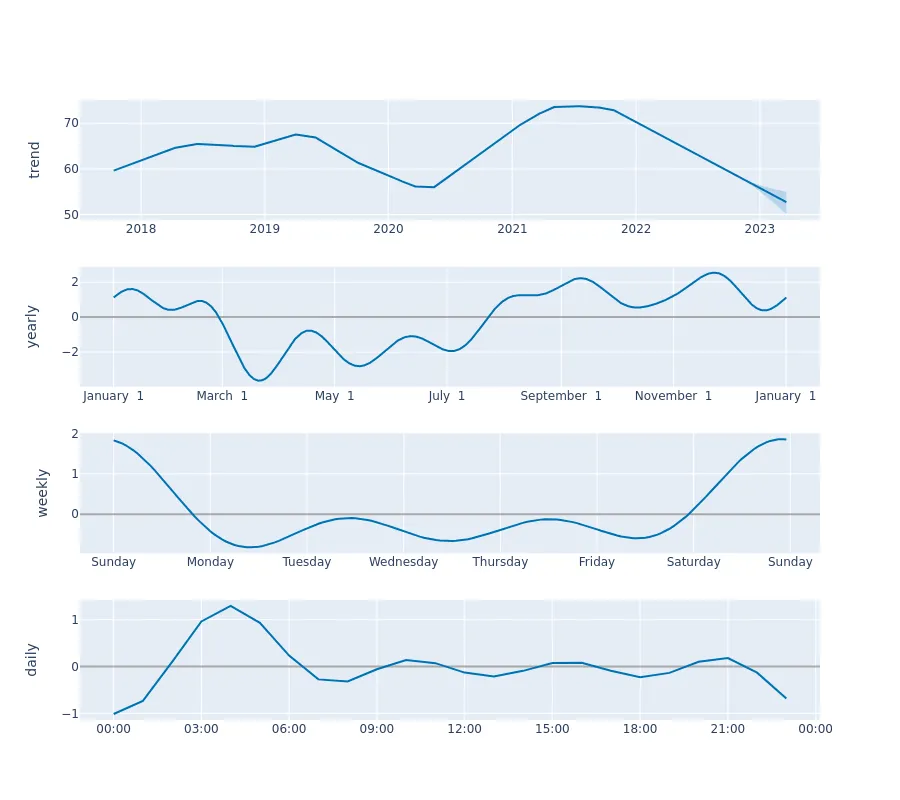 trend
70
60
50
2018 2019 2020 2021 2022 2023
yearly
2
0
−2
January 1 March 1 May 1 July 1 September 1 November 1 January 1
weekly
2
1
0
Sunday Monday Tuesday Wednesday Thursday Friday Saturday Sunday
daily
1
0
−1
00:00 03:00 06:00 09:00 12:00 15:00 18:00 21:00 00:00